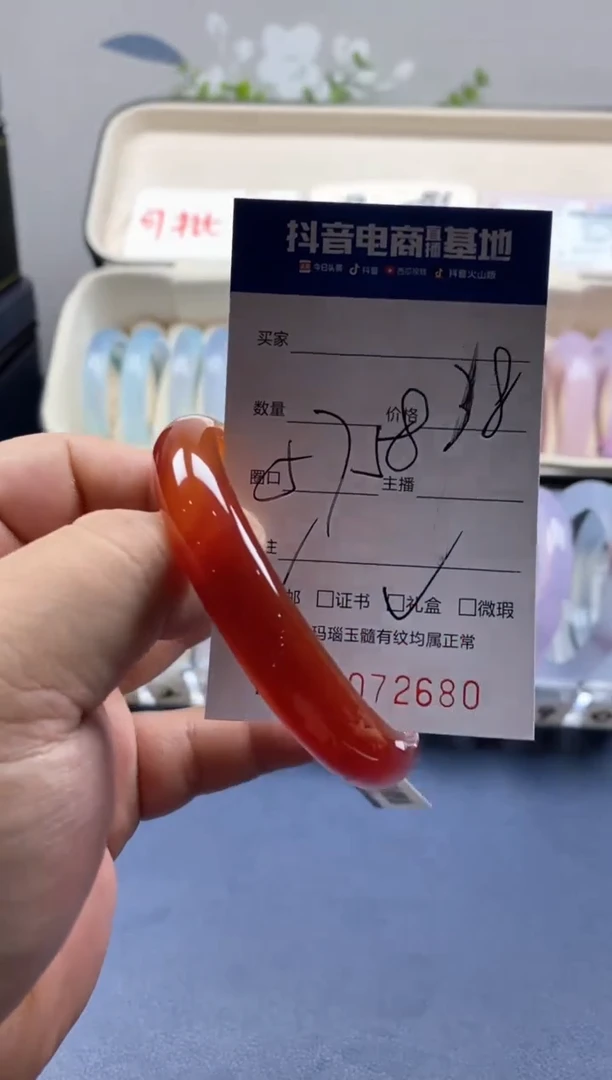 可批
抖音电商直播基地
今日头条 抖音 西瓜视频 抖音火山版
买家
数量 价格 38
圈口 58 主播
主
邮 □证书 □礼盒 □微瑕
玛瑙玉髓有纹均属正常
072680